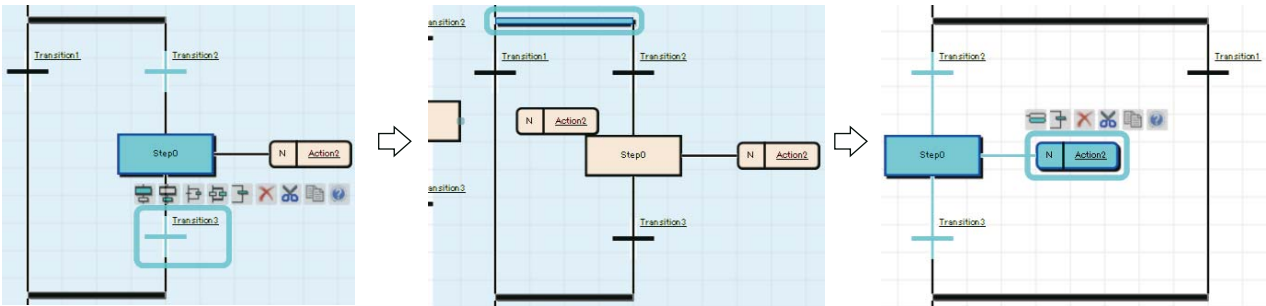 Transition1
Transition2
Step0
N
Action2
Transition3
ansition2
Transition1
Transition2
N
Action2
Step0
N
Action2
ansition3
Transition3
Transition2
Transition1
Step0
N
Action2
Transition3